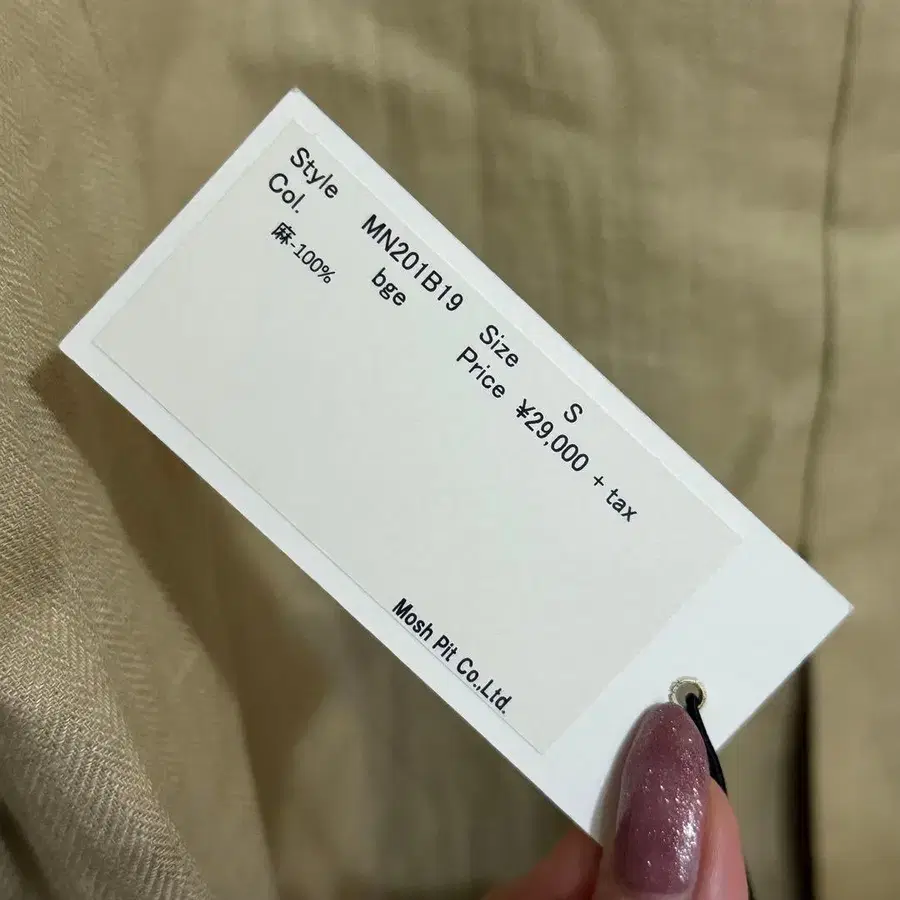 Style MN201B19 Size S
Col. bge Price ¥29,000 + tax
麻-100%
Mosh Pit Co.,Ltd.